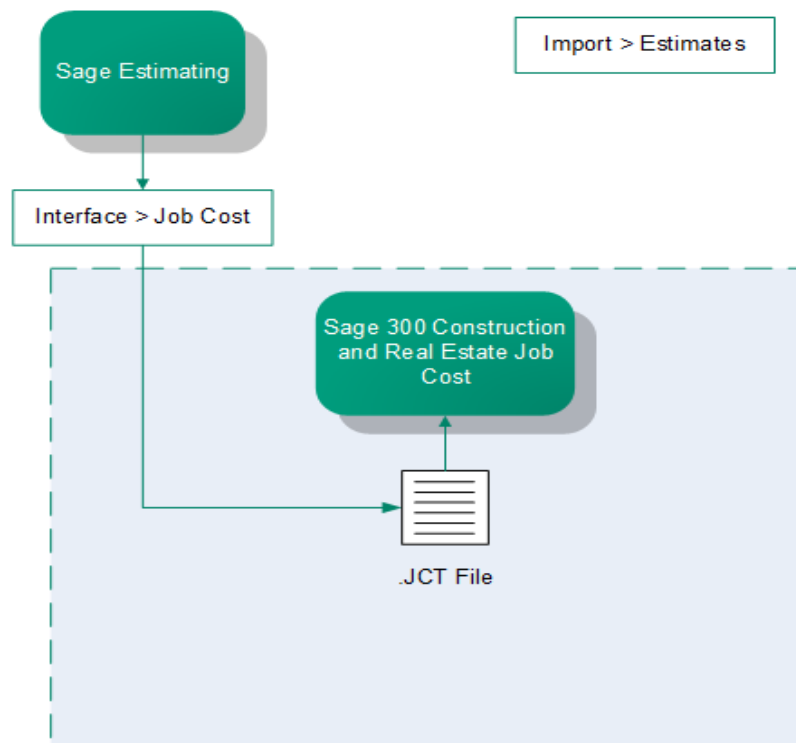 Sage Estimating
Import > Estimates
Interface > Job Cost
Sage 300 Construction
and Real Estate Job
Cost
.JCT File